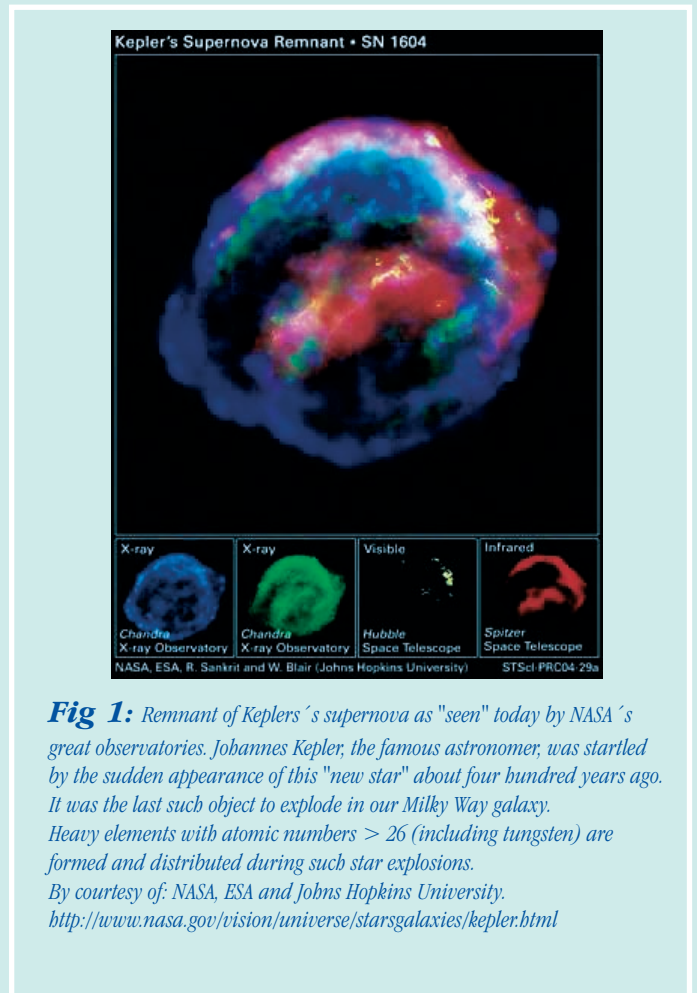 Kepler's Supernova Remnant • SN 1604
X-ray
Chandra
X-ray Observatory
X-ray
Chandra
X-ray Observatory
Visible
Hubble
Space Telescope
Infrared
Spitzer
Space Telescope
NASA, ESA, R. Sankrit and W. Blair (Johns Hopkins University) STScI-PRC04-29a
Fig 1: Remnant of Keplers´s supernova as "seen" today by NASA´s
great observatories. Johannes Kepler, the famous astronomer, was startled
by the sudden appearance of this "new star" about four hundred years ago.
It was the last such object to explode in our Milky Way galaxy.
Heavy elements with atomic numbers > 26 (including tungsten) are
formed and distributed during such star explosions.
By courtesy of: NASA, ESA and Johns Hopkins University.
http://www.nasa.gov/vision/universe/starsgalaxies/kepler.html